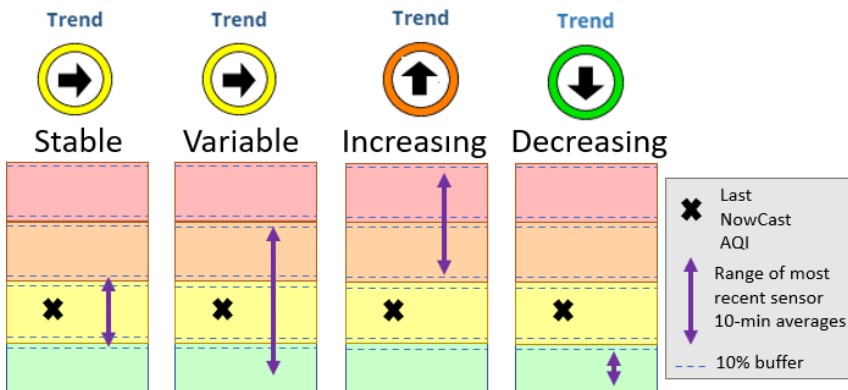 Trend
Trend
Trend
Trend
Stable
Variable
Increasing
Decreasing
Last
NowCast
AQI
Range of most
recent sensor
10-min averages
10% buffer